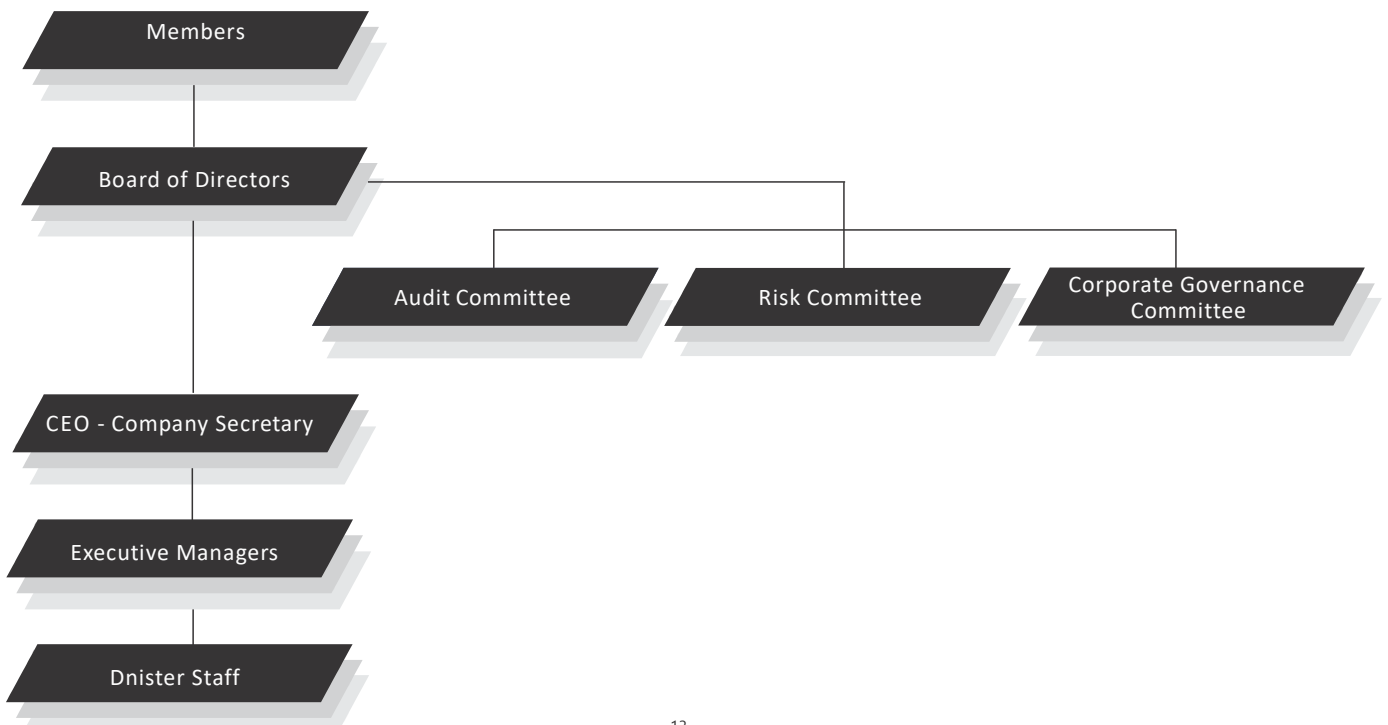 Members
Board of Directors
Audit Committee
Risk Committee
Corporate Governance
Committee
CEO - Company Secretary
Executive Managers
Dnister Staff